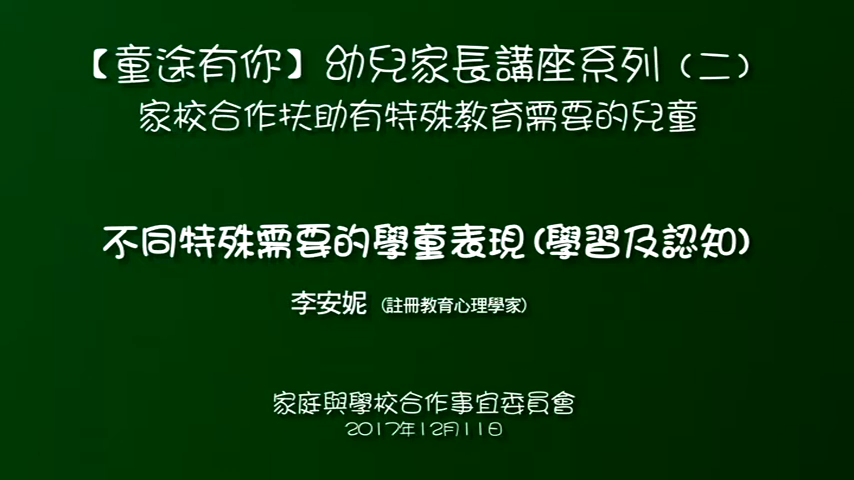 【童途有你】幼兒家長講座系列（二）
家校合作扶助有特殊教育需要的兒童
不同特殊需要的學童表現(學習及認知)
李安妮 (註冊教育心理學家)
家庭與學校合作事宜委員會
2017年12月11日